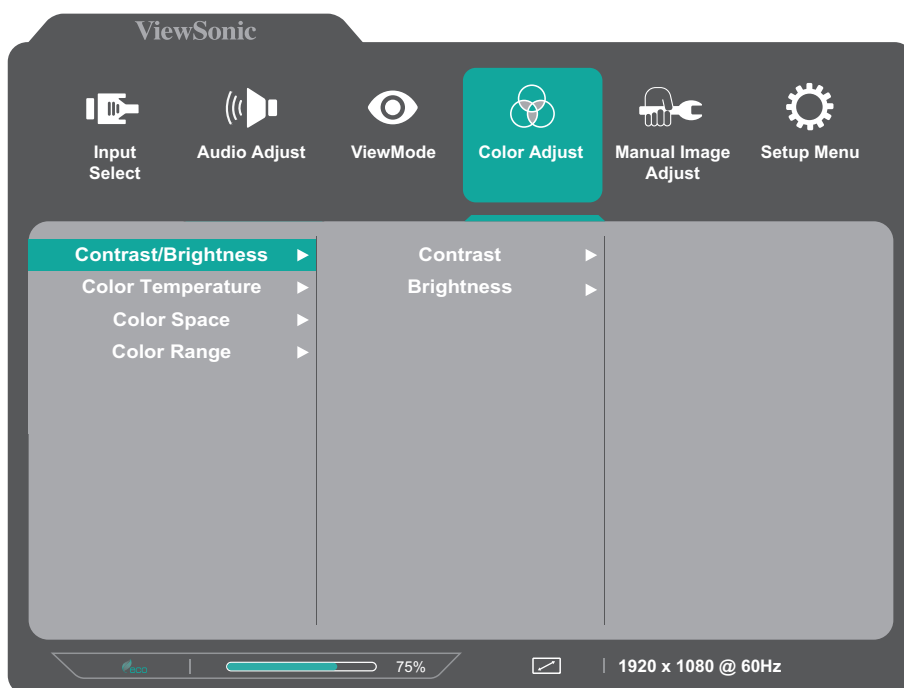 ViewSonic
Input
Select
Audio Adjust
ViewMode
Color Adjust
Manual Image
Adjust
Setup Menu
Contrast/Brightness
Color Temperature
Color Space
Color Range
Contrast
Brightness
eco
75%
1920 x 1080 @ 60Hz